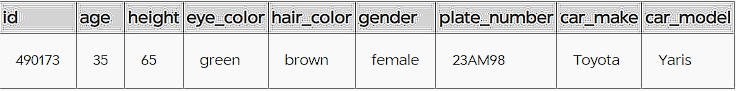 id age height eye_color hair_color gender plate_number car_make car_model
490173 35 65 green brown female 23AM98 Toyota Yaris